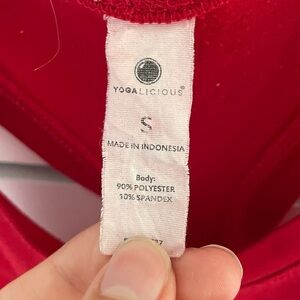 YOGALICIOUS®
S
MADE IN INDONESIA
Body:
90% POLYESTER
10% SPANDEX